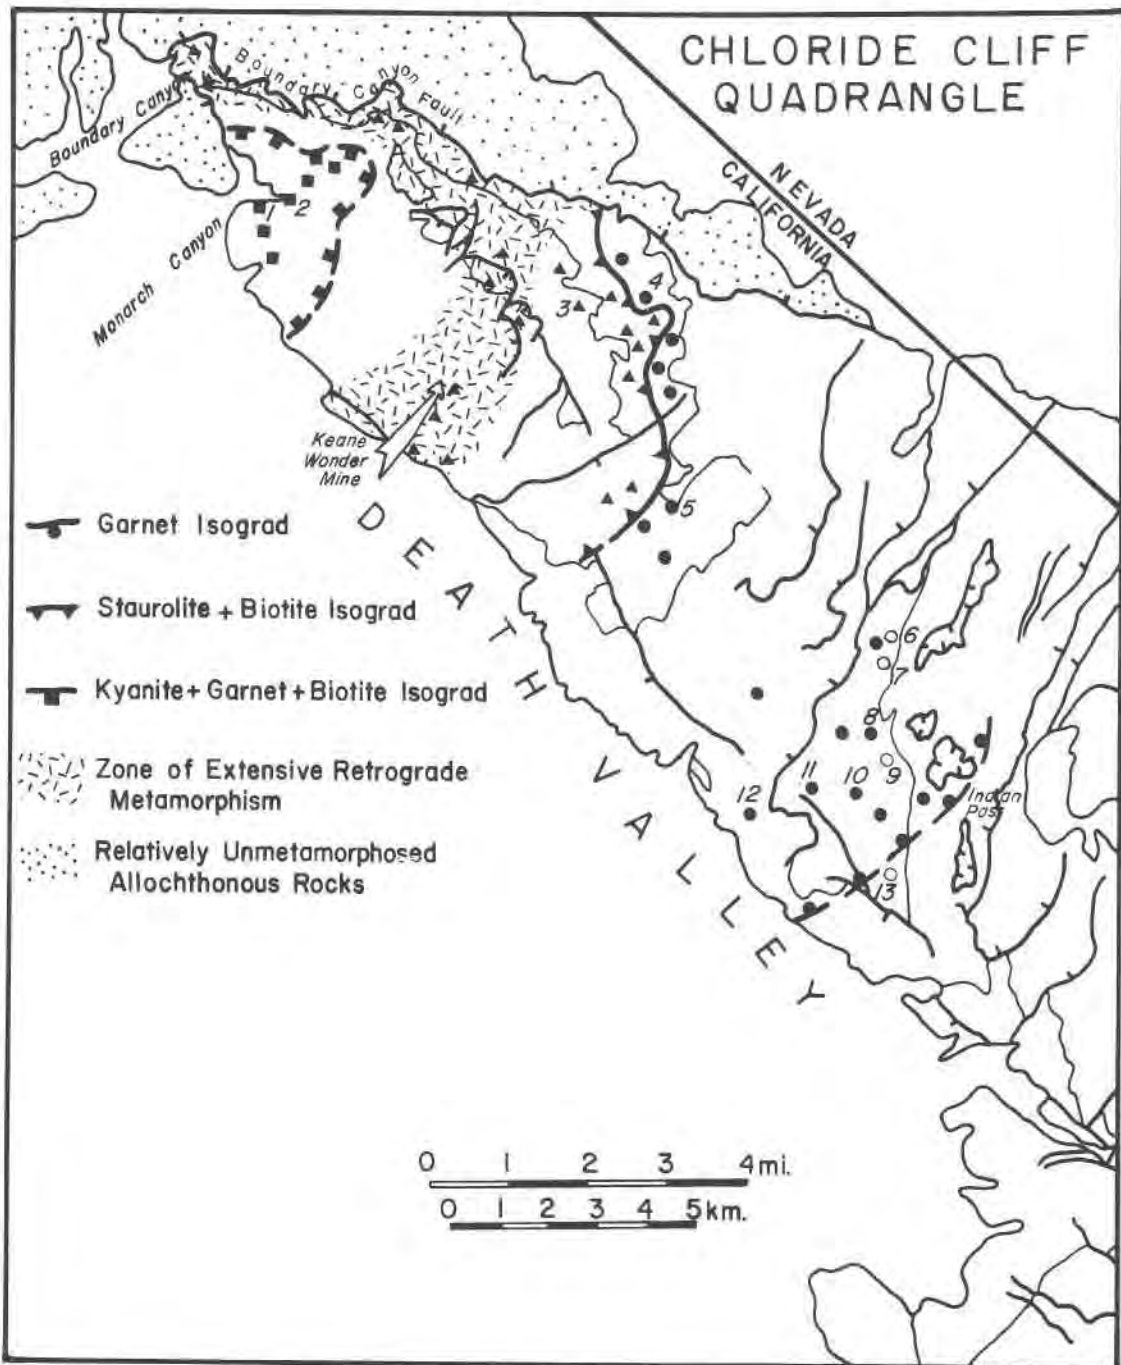 CHLORIDE CLIFF
QUADRANGLE
Boundary Canyon Fault
Boundary Canyon
NEVADA
CALIFORNIA
Monarch Canyon
1
2
3
4
Keane
Wonder
Mine
5
DEATH VALLEY
Garnet Isograd
Staurolite + Biotite Isograd
Kyanite + Garnet + Biotite Isograd
Zone of Extensive Retrograde
Metamorphism
Relatively Unmetamorphosed
Allochthonous Rocks
6
7
8
9
10
11
12
Indian
Pass
13
0 1 2 3 4 mi.
0 1 2 3 4 5 km.